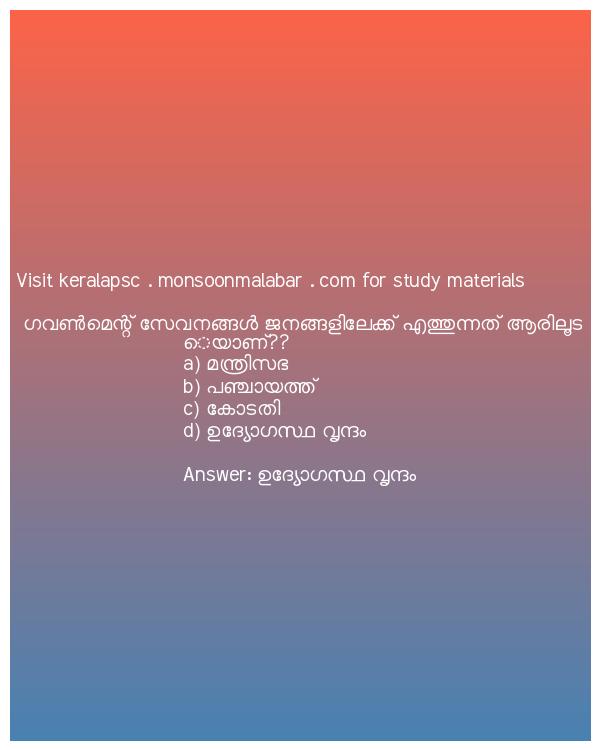 Visit keralapsc . monsoonmalabar . com for study materials
ഗവൺമെന്റ് സേവനങ്ങൾ ജനങ്ങളിലേക്ക് എത്തുന്നത് ആരിലൂട
െയാണ്??
a) മന്ത്രിസഭ
b) പഞ്ചായത്ത്
c) കോടതി
d) ഉദ്യോഗസ്ഥ വൃന്ദം
Answer: ഉദ്യോഗസ്ഥ വൃന്ദം